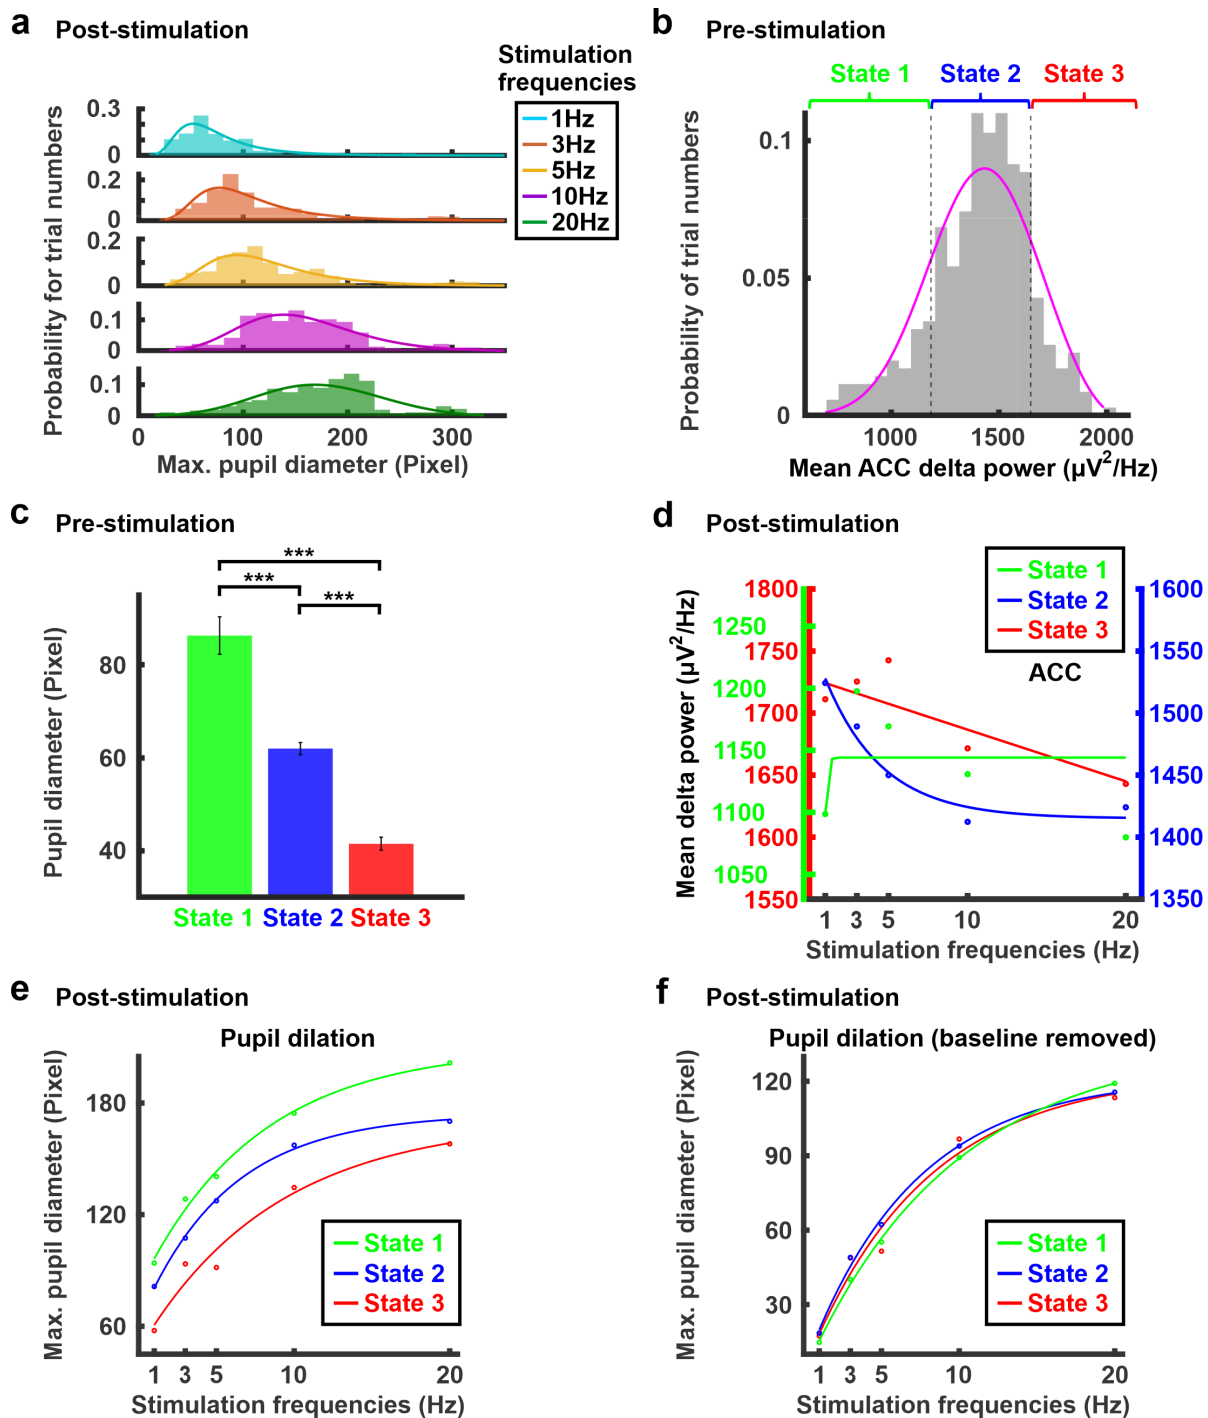 a Post-stimulation
Stimulation
frequencies
1Hz
3Hz
5Hz
10Hz
20Hz
Probability for trial numbers
0.3
0
0.2
0
0.2
0
0.1
0
0.1
0
0 100 200 300
Max. pupil diameter (Pixel)
b Pre-stimulation
State 1 State 2 State 3
Probability of trial numbers
0.1
0.05
0
1000 1500 2000
Mean ACC delta power (µV²/Hz)
c Pre-stimulation
***
***
***
Pupil diameter (Pixel)
80
60
40
State 1 State 2 State 3
d Post-stimulation
State 1
State 2
State 3
ACC
Mean delta power (µV²/Hz)
1250
1200
1150
1100
1050
1800
1750
1700
1650
1600
1550
1600
1550
1500
1450
1400
1350
1 3 5 10 20
Stimulation frequencies (Hz)
e Post-stimulation
Pupil dilation
Max. pupil diameter (Pixel)
180
120
60
State 1
State 2
State 3
1 3 5 10 20
Stimulation frequencies (Hz)
f Post-stimulation
Pupil dilation (baseline removed)
Max. pupil diameter (Pixel)
120
90
60
30
State 1
State 2
State 3
1 3 5 10 20
Stimulation frequencies (Hz)